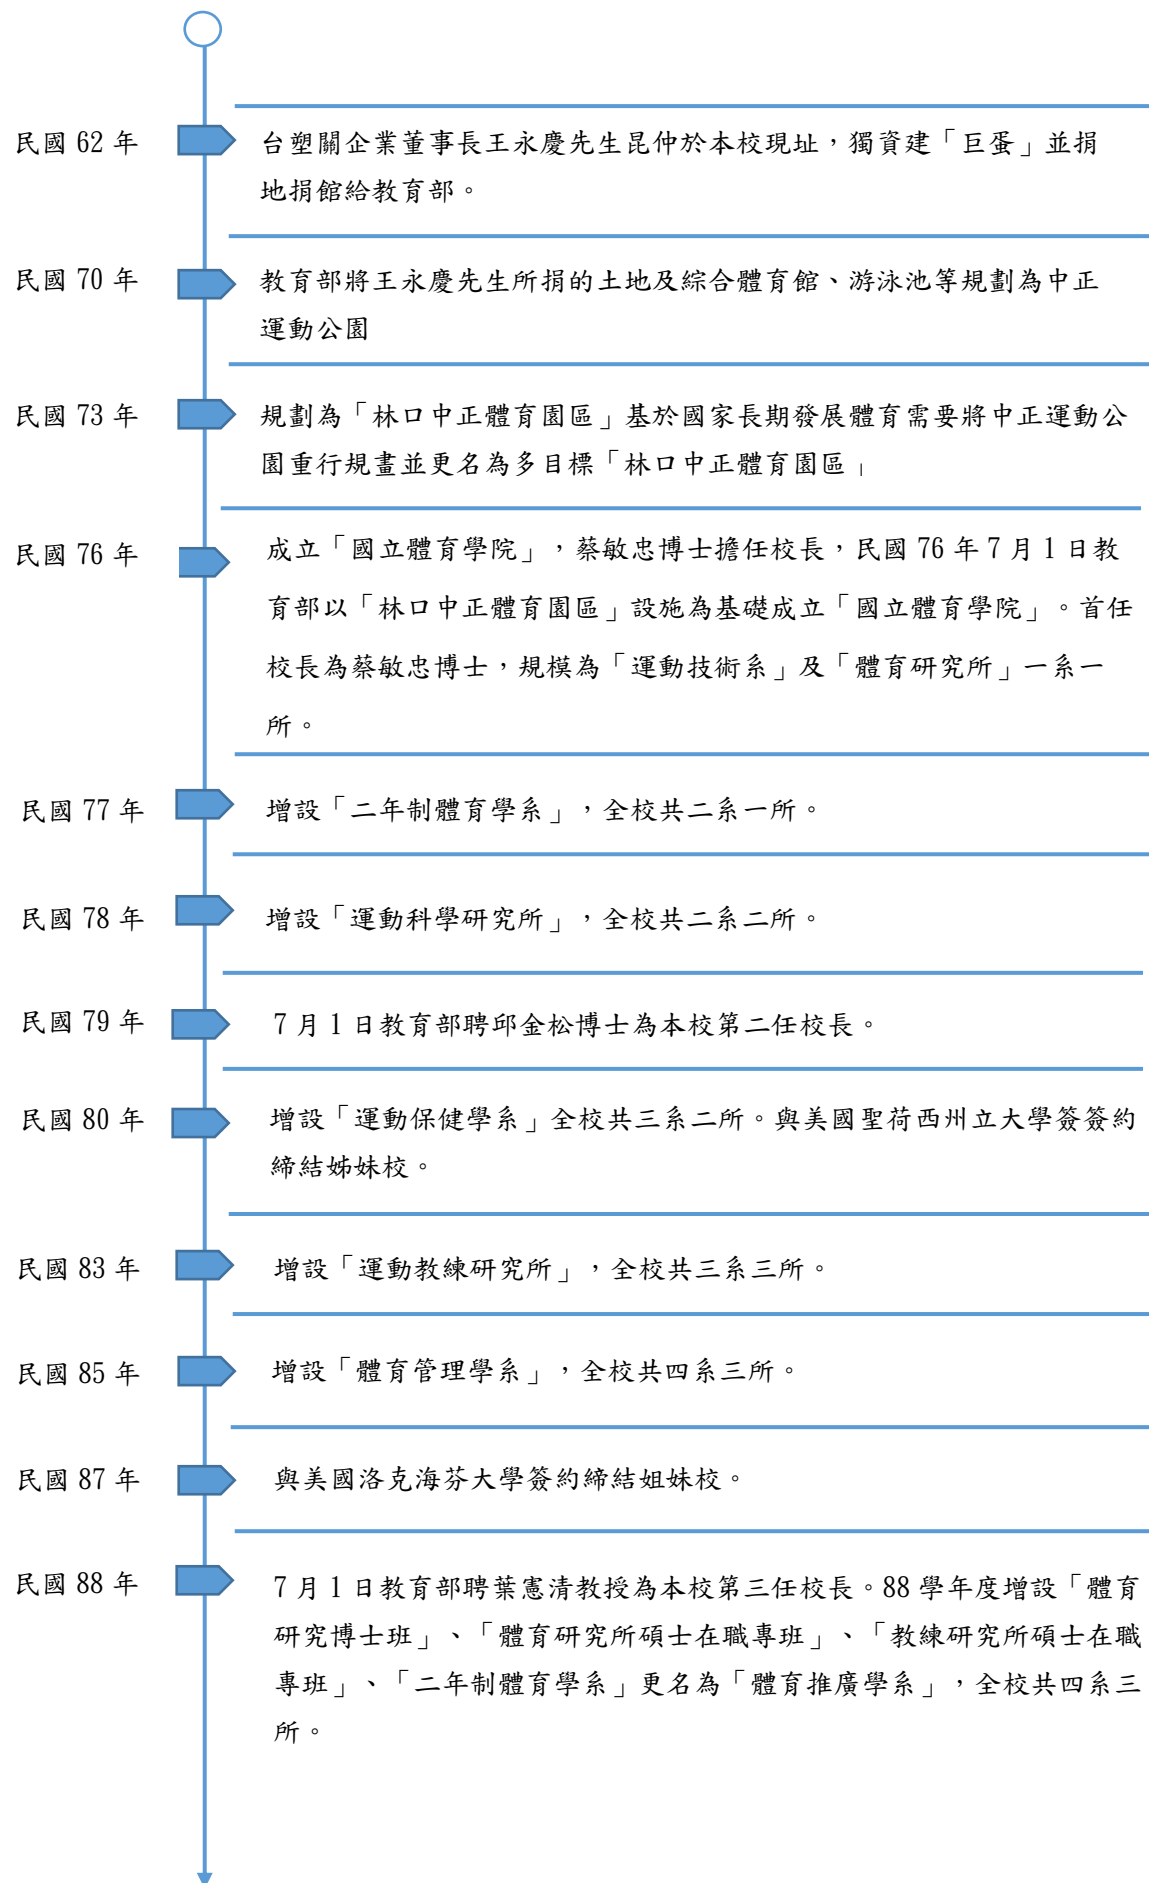 民國 62 年
台塑關企業董事長王永慶先生昆仲於本校現址，獨資建「巨蛋」並捐
地捐館給教育部。
民國 70 年
教育部將王永慶先生所捐的土地及綜合體育館、游泳池等規劃為中正
運動公園
民國 73 年
規劃為「林口中正體育園區」基於國家長期發展體育需要將中正運動公
園重行規畫並更名為多目標「林口中正體育園區」
民國 76 年
成立「國立體育學院」，蔡敏忠博士擔任校長，民國 76 年 7 月 1 日教
育部以「林口中正體育園區」設施為基礎成立「國立體育學院」。首任
校長為蔡敏忠博士，規模為「運動技術系」及「體育研究所」一系一
所。
民國 77 年
增設「二年制體育學系」，全校共二系一所。
民國 78 年
增設「運動科學研究所」，全校共二系二所。
民國 79 年
7 月 1 日教育部聘邱金松博士為本校第二任校長。
民國 80 年
增設「運動保健學系」全校共三系二所。與美國聖荷西州立大學簽簽約
締結姊妹校。
民國 83 年
增設「運動教練研究所」，全校共三系三所。
民國 85 年
增設「體育管理學系」，全校共四系三所。
民國 87 年
與美國洛克海芬大學簽約締結姐妹校。
民國 88 年
7 月 1 日教育部聘葉憲清教授為本校第三任校長。88 學年度增設「體育
研究博士班」、「體育研究所碩士在職專班」、「教練研究所碩士在職
專班」、「二年制體育學系」更名為「體育推廣學系」，全校共四系三
所。